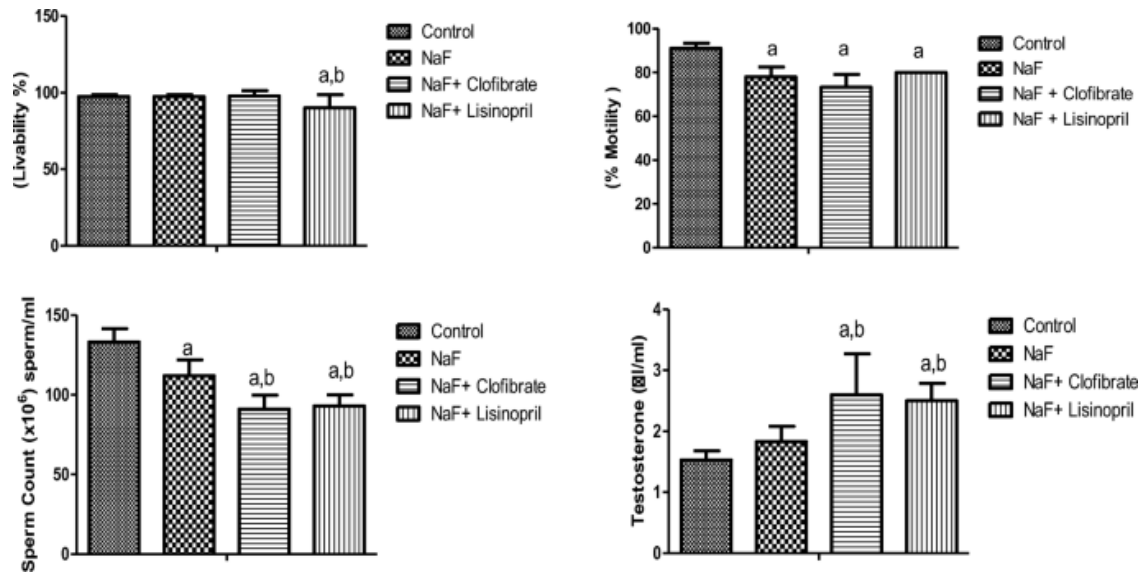 (Livability %)
150
100
50
0
a,b
Control
NaF
NaF+ Clofibrate
NaF+ Lisinopril
(% Motility )
100
80
60
40
20
0
a
a
a
Control
NaF
NaF + Clofibrate
NaF + Lisinopril
Sperm Count (x10⁶) sperm/ml
150
100
50
0
a
a,b
a,b
Control
NaF
NaF+ Clofibrate
NaF+ Lisinopril
Testosterone (l/ml)
4
3
2
1
0
a,b
a,b
Control
NaF
NaF+ Clofibrate
NaF+ Lisinopril